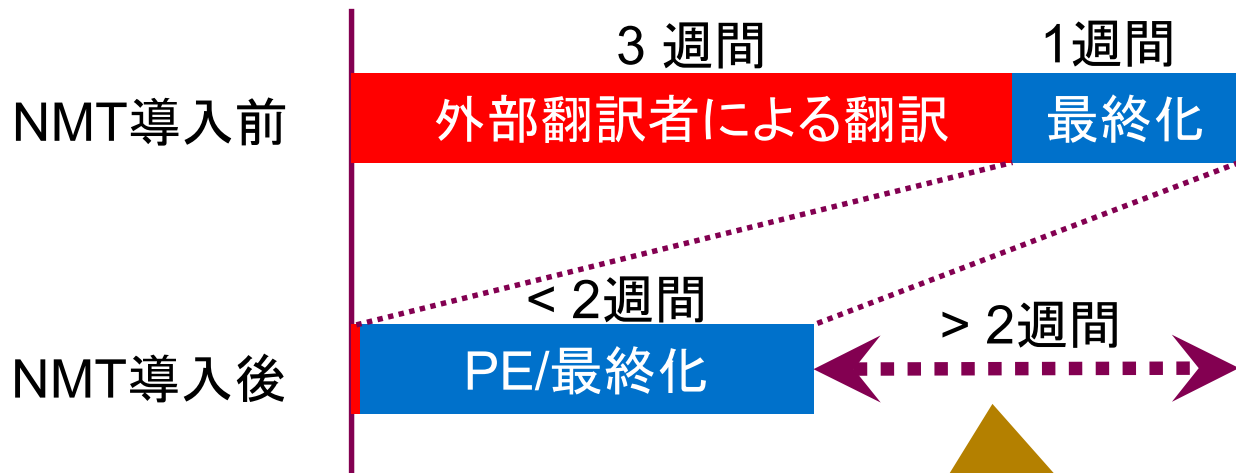 3 週間
1週間
NMT導入前
外部翻訳者による翻訳
最終化
< 2週間
> 2週間
NMT導入後
PE/最終化